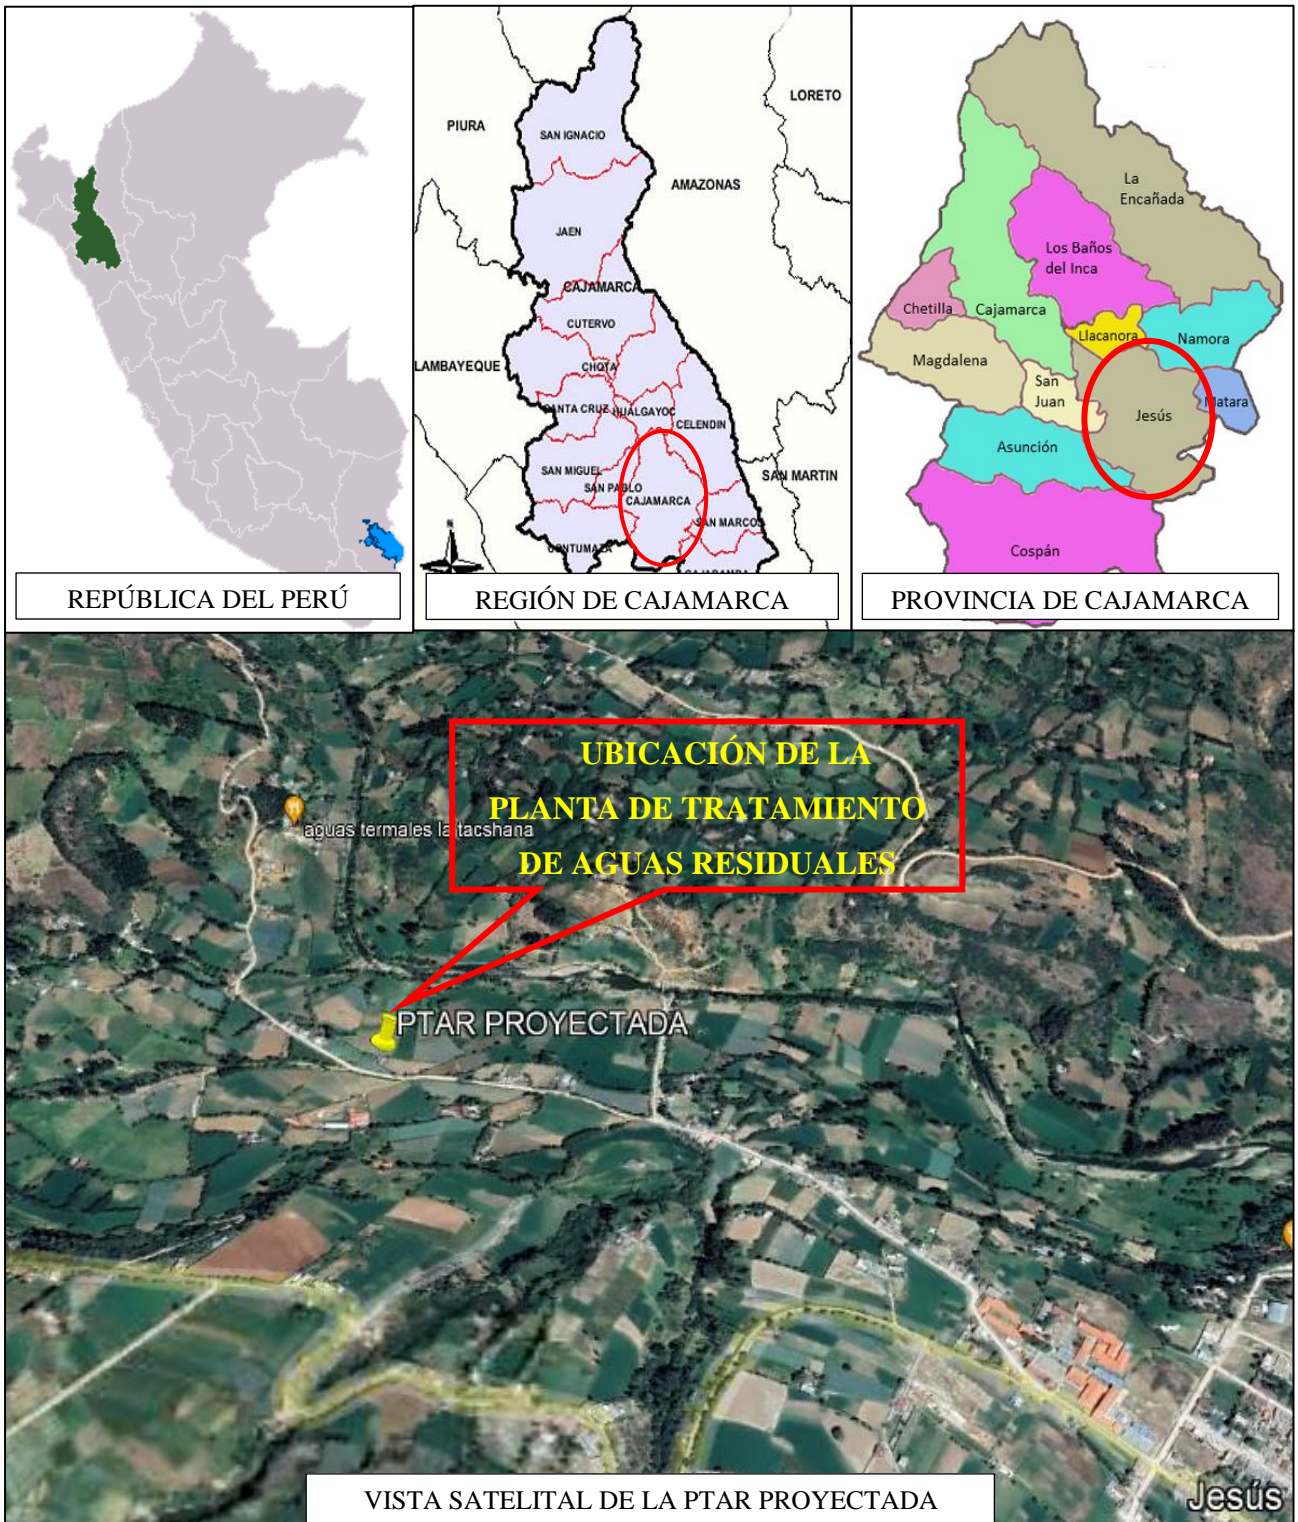 REPÚBLICA DEL PERÚ
LORETO
PIURA
SAN IGNACIO
AMAZONAS
JAEN
CAJAMARCA
CUTERVO
LAMBAYEQUE
CHOTA
SANTA CRUZ
HUALGAYOC
CELENDIN
SAN MIGUEL
SAN PABLO
CAJAMARCA
SAN MARTIN
SAN MARCOS
CONTUMAZA
CAJABAMBA
N
REGIÓN DE CAJAMARCA
La
Encañada
Los Baños
del Inca
Chetilla
Cajamarca
Llacanora
Namora
Magdalena
San
Juan
Jesús
Matara
Asunción
Cospán
PROVINCIA DE CAJAMARCA
UBICACIÓN DE LA
PLANTA DE TRATAMIENTO
DE AGUAS RESIDUALES
aguas termales la tacshana
PTAR PROYECTADA
Jesús
VISTA SATELITAL DE LA PTAR PROYECTADA